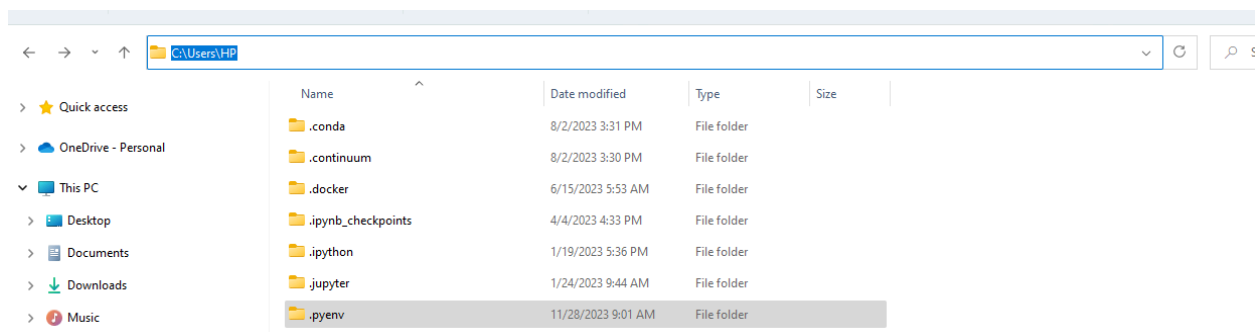 C:\Users\HP
S
Name Date modified Type Size
Quick access
.conda 8/2/2023 3:31 PM File folder
OneDrive - Personal
.continuum 8/2/2023 3:30 PM File folder
This PC
.docker 6/15/2023 5:53 AM File folder
Desktop
.ipynb_checkpoints 4/4/2023 4:33 PM File folder
Documents
.ipython 1/19/2023 5:36 PM File folder
Downloads
.jupyter 1/24/2023 9:44 AM File folder
Music
.pyenv 11/28/2023 9:01 AM File folder